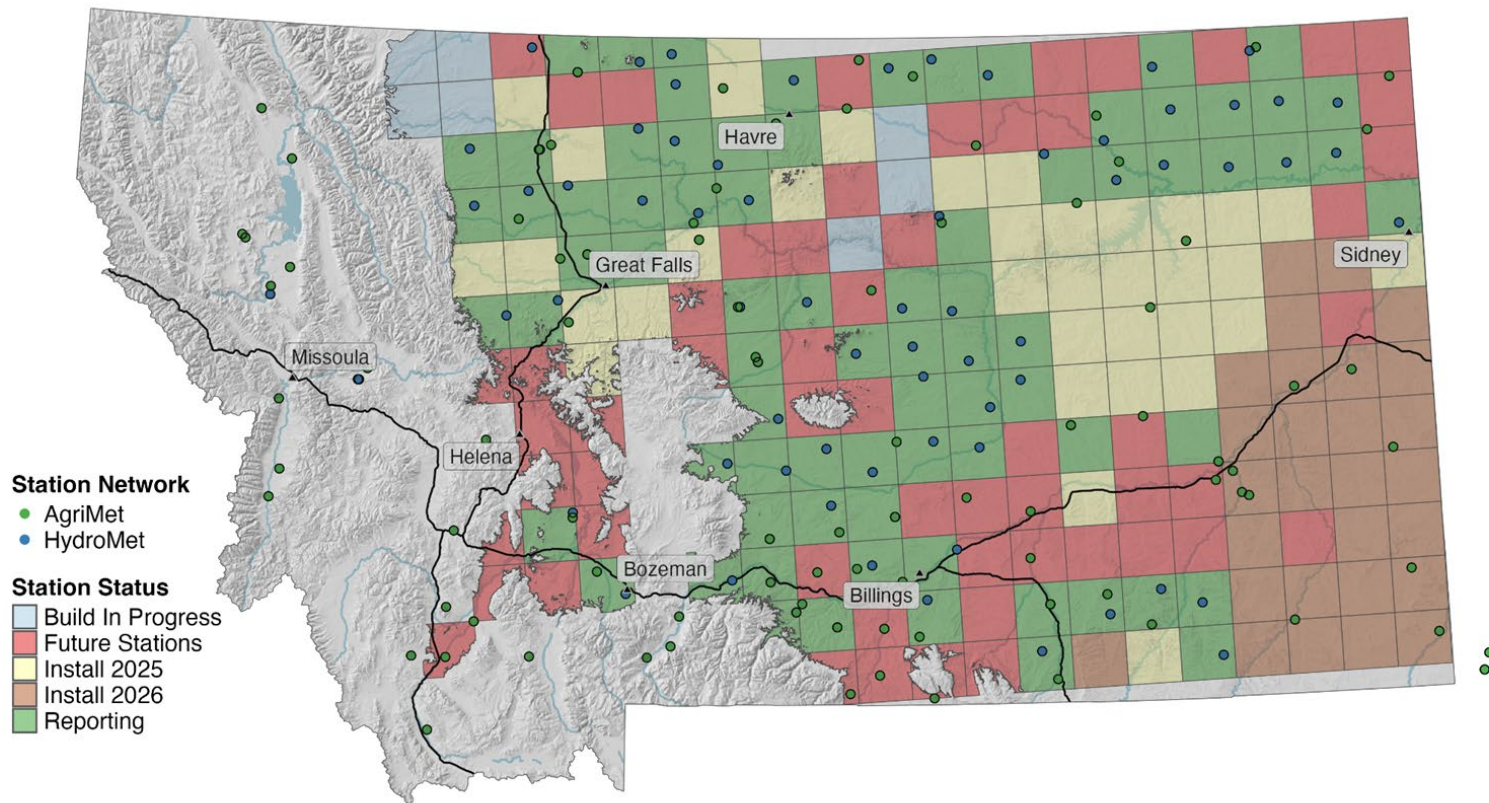 Havre
Sidney
Great Falls
Missoula
Helena
Bozeman
Billings
Station Network
AgriMet
HydroMet
Station Status
Build In Progress
Future Stations
Install 2025
Install 2026
Reporting